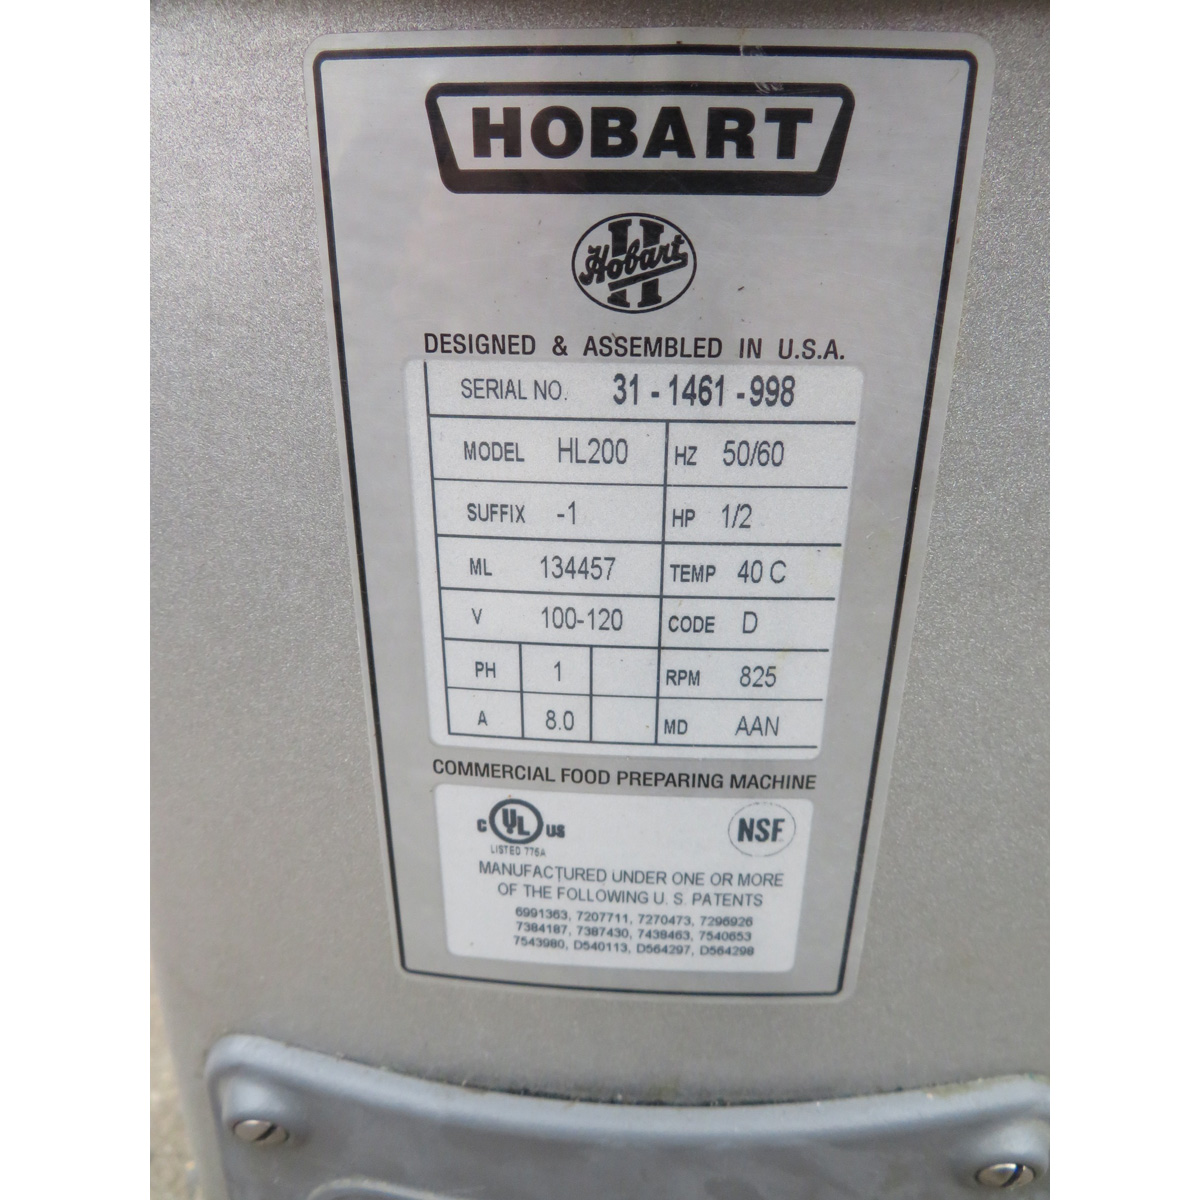 HOBART
Hobart
DESIGNED & ASSEMBLED IN U.S.A.
SERIAL NO. 31-1461-998
MODEL HL200 HZ 50/60
SUFFIX -1 HP 1/2
ML 134457 TEMP 40 C
V 100-120 CODE D
PH 1 RPM 825
A 8.0 MD AAN
COMMERCIAL FOOD PREPARING MACHINE
C UL US NSF
LISTED 776A
MANUFACTURED UNDER ONE OR MORE
OF THE FOLLOWING U. S. PATENTS
6991363, 7207711, 7270473, 7296926
7384187, 7387430, 7438463, 7540653
7543980, D540113, D564297, D564298